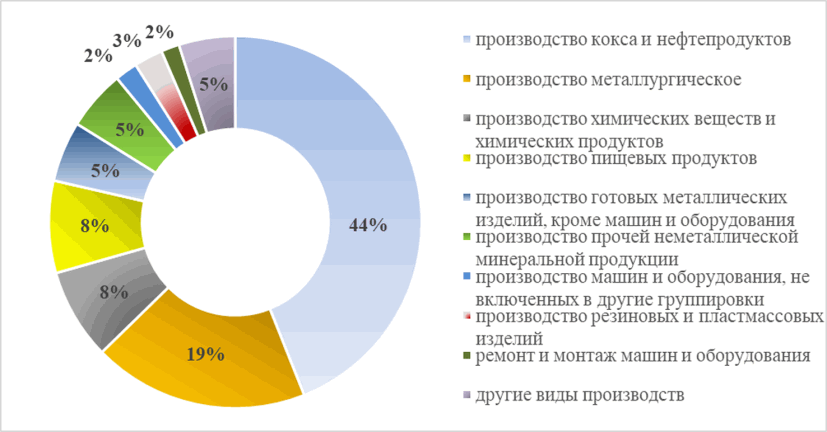 2%
3%
2%
5%
5%
5%
8%
8%
19%
44%
производство кокса и нефтепродуктов
производство металлургическое
производство химических веществ и
химических продуктов
производство пищевых продуктов
производство готовых металлических
изделий, кроме машин и оборудования
производство прочей неметаллической
минеральной продукции
производство машин и оборудования, не
включенных в другие группировки
производство резиновых и пластмассовых
изделий
ремонт и монтаж машин и оборудования
другие виды производств